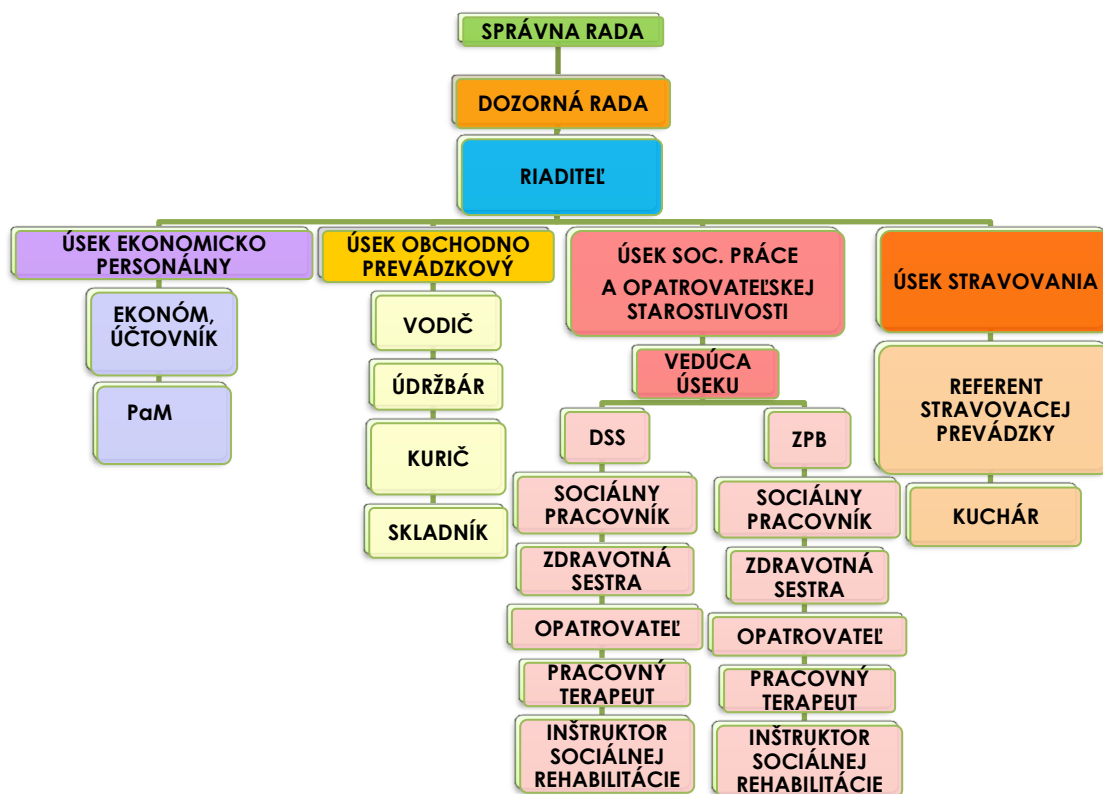 SPRÁVNA RADA
DOZORNÁ RADA
RIADITEĽ
ÚSEK EKONOMICKO
PERSONÁLNY
EKONÓM,
ÚČTOVNÍK
PaM
ÚSEK OBCHODNO
PREVÁDZKOVÝ
VODIČ
ÚDRŽBÁR
KURIČ
SKLADNÍK
ÚSEK SOC. PRÁCE
A OPATROVATEĽSKEJ
STAROSTLIVOSTI
VEDÚCA
ÚSEKU
DSS
SOCIÁLNY
PRACOVNÍK
ZDRAVOTNÁ
SESTRA
OPATROVATEĽ
PRACOVNÝ
TERAPEUT
INŠTRUKTOR
SOCIÁLNEJ
REHABILITÁCIE
ZPB
SOCIÁLNY
PRACOVNÍK
ZDRAVOTNÁ
SESTRA
OPATROVATEĽ
PRACOVNÝ
TERAPEUT
INŠTRUKTOR
SOCIÁLNEJ
REHABILITÁCIE
ÚSEK STRAVOVANIA
REFERENT
STRAVOVACEJ
PREVÁDZKY
KUCHÁR